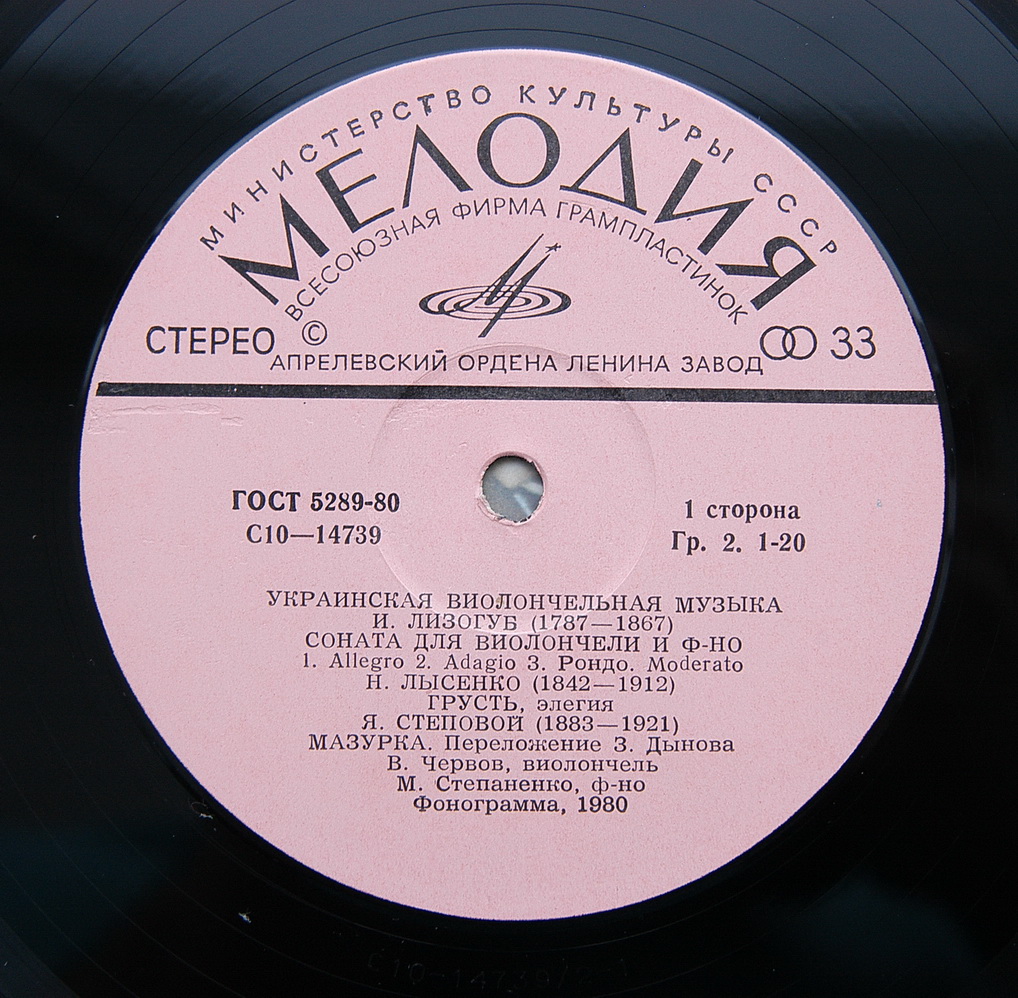 МИНИСТЕРСТВО КУЛЬТУРЫ СССР
МЕЛОДИЯ
ВСЕСОЮЗНАЯ ФИРМА ГРАМПЛАСТИНОК
СТЕРЕО © 33
АПРЕЛЕВСКИЙ ОРДЕНА ЛЕНИНА ЗАВОД
ГОСТ 5289-80
С10—14739
1 сторона
Гр. 2. 1-20
УКРАИНСКАЯ ВИОЛОНЧЕЛЬНАЯ МУЗЫКА
И. ЛИЗОГУБ (1787—1867)
СОНАТА ДЛЯ ВИОЛОНЧЕЛИ И Ф-НО
1. Allegro 2. Adagio 3. Рондо. Moderato
Н. ЛЫСЕНКО (1842—1912)
ГРУСТЬ, элегия
Я. СТЕПОВОЙ (1883—1921)
МАЗУРКА. Переложение З. Дынова
В. Червов, виолончель
М. Степаненко, ф-но
Фонограмма, 1980